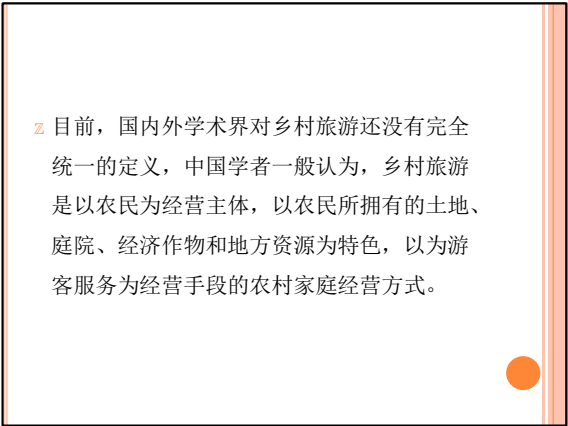 z 目前，国内外学术界对乡村旅游还没有完全
统一的定义，中国学者一般认为，乡村旅游
是以农民为经营主体，以农民所拥有的土地、
庭院、经济作物和地方资源为特色，以为游
客服务为经营手段的农村家庭经营方式。